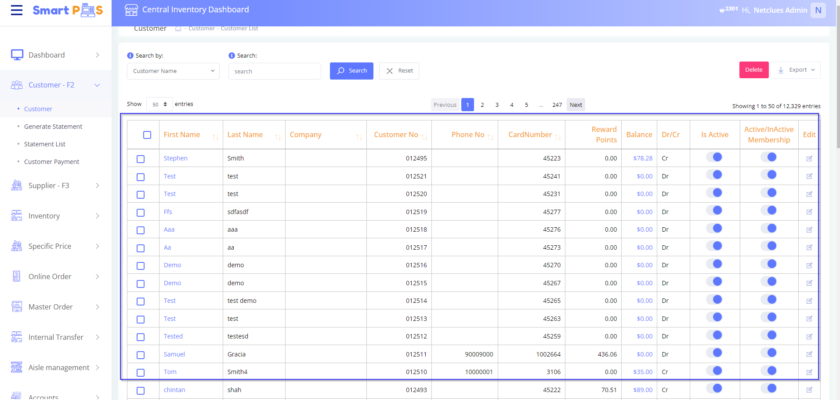 Smart POS Central Inventory Dashboard 2391 Hi, Netclues Admin N
Customer Customer - Customer List
Dashboard
Customer - F2
Customer
Generate Statement
Statement List
Customer Payment
Supplier - F3
Inventory
Specific Price
Online Order
Master Order
Internal Transfer
Aisle management
Accounts
Search by: Search:
Customer Name search Search Reset Delete Export
Show 50 entries Previous 1 2 3 4 5 ... 247 Next Showing 1 to 50 of 12,329 entries
First Name Last Name Company Customer No Phone No CardNumber Reward Points Balance Dr/Cr Is Active Active/InActive Membership Edit
Stephen Smith 012495 45223 0.00 $78.28 Cr
Test test 012521 45241 0.00 $0.00 Dr
Test test 012520 45231 0.00 $0.00 Dr
Ffs sdfasdf 012519 45277 0.00 $0.00 Dr
Aaa aaa 012518 45276 0.00 $0.00 Dr
Aa aa 012517 45273 0.00 $0.00 Dr
Demo demo 012516 45270 0.00 $0.00 Dr
Demo demo 012515 45267 0.00 $0.00 Dr
Test test demo 012514 45265 0.00 $0.00 Dr
Test test 012513 45263 0.00 $0.00 Dr
Tested testesd 012512 45259 0.00 $0.00 Dr
Samuel Gracia 012511 90009000 1002664 436.06 $0.00 Dr
Tom Smith4 012510 10000001 3106 0.00 $35.00 Cr
chintan shah 012493 45222 70.51 $89.00 Cr